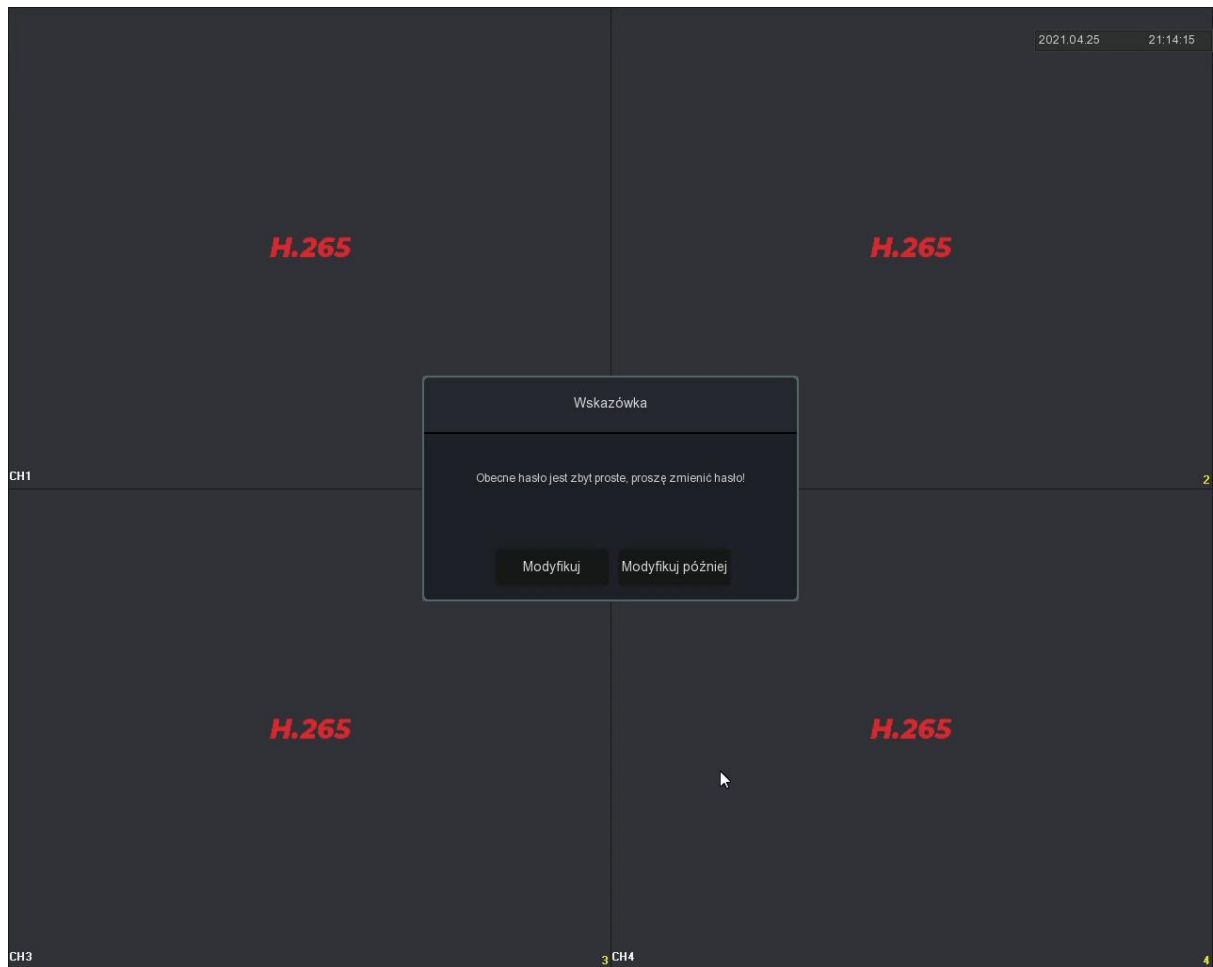 2021.04.25 21:14:15
H.265 H.265
Wskazówka
CH1
Obecne hasło jest zbyt proste, proszę zmienić hasło!
2
Modyfikuj Modyfikuj później
H.265 H.265
CH3 3 CH4 4